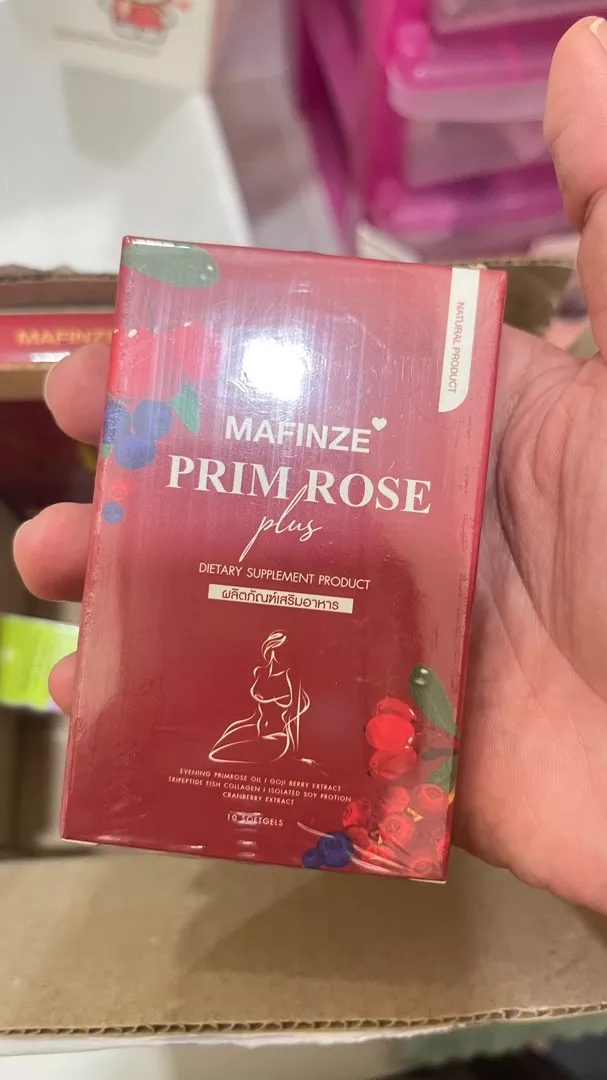 MAFINZE
NATURAL PRODUCT
MAFINZE
PRIM ROSE
plus
DIETARY SUPPLEMENT PRODUCT
ผลิตภัณฑ์เสริมอาหาร
EVENING PRIMROSE OIL I GOJI BERRY EXTRACT
TRIPEPTIDE FISH COLLAGEN I ISOLATED SOY PROTION
CRANBERRY EXTRACT
10 SOFTGELS